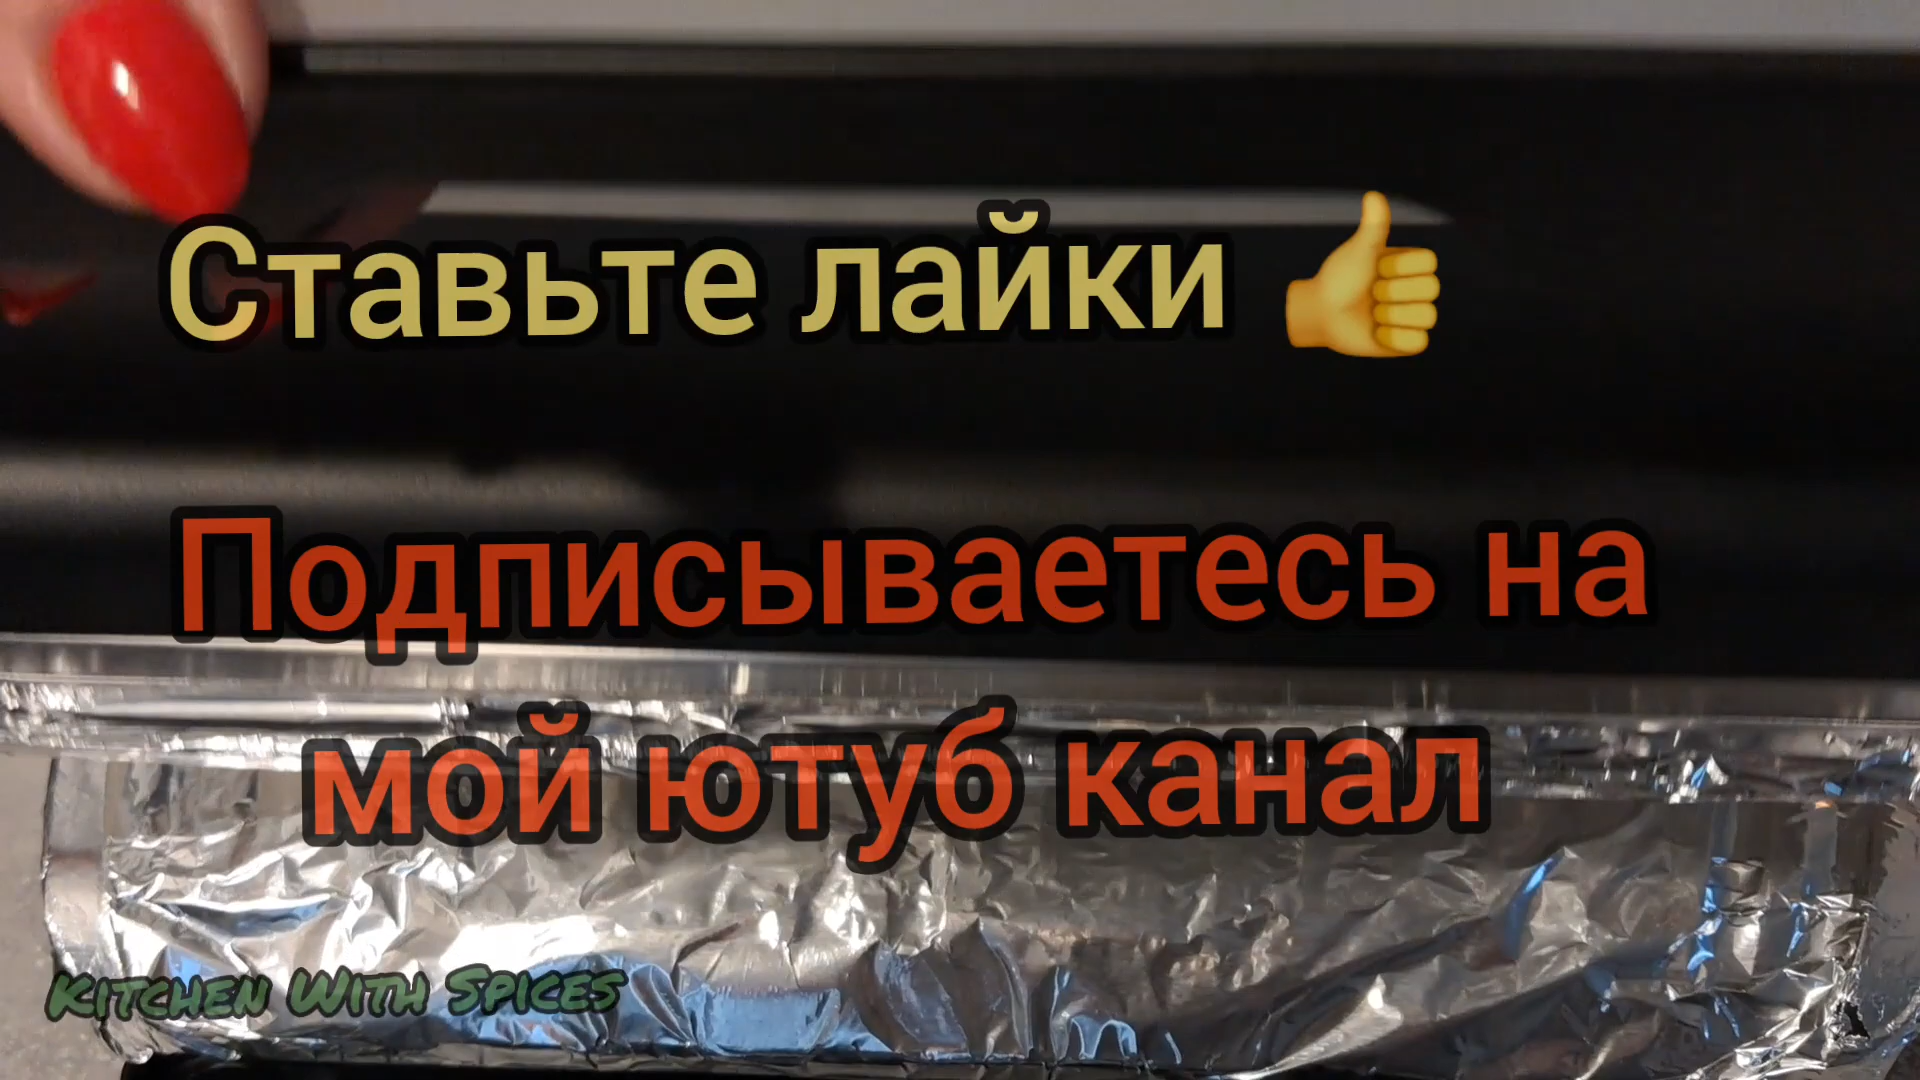 Ставьте лайки 👍
Подписываетесь на
мой ютуб канал
Kitchen With Spices